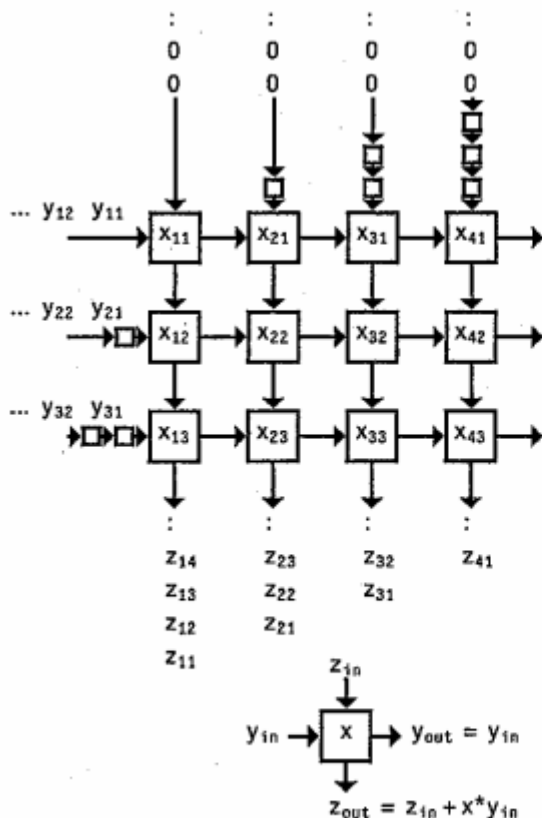 : : : :
0 0 0 0
0 0 0 0
... y12 y11 x11 x21 x31 x41
... y22 y21 x12 x22 x32 x42
... y32 y31 x13 x23 x33 x43
: : : :
z14 z23 z32 z41
z13 z22 z31
z12 z21
z11
zin
yin x yout = yin
zout = zin + x*yin